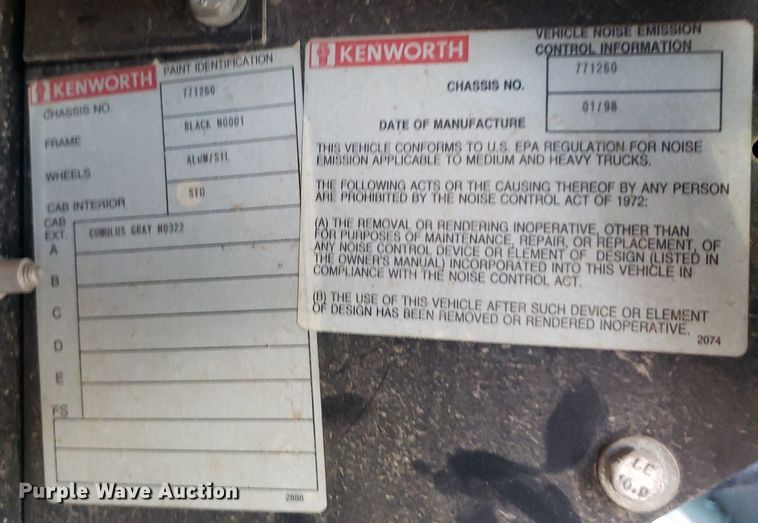 KENWORTH PAINT IDENTIFICATION
CHASSIS NO. 771260
FRAME BLACK N0001
WHEELS ALUM/STL
CAB INTERIOR STD
CAB EXT.
A CUMULUS GRAY N0322
B
C
D
E
FS
2888
KENWORTH VEHICLE NOISE EMISSION
CONTROL INFORMATION
CHASSIS NO. 771260
DATE OF MANUFACTURE 01/98
THIS VEHICLE CONFORMS TO U.S. EPA REGULATION FOR NOISE
EMISSION APPLICABLE TO MEDIUM AND HEAVY TRUCKS.
THE FOLLOWING ACTS OR THE CAUSING THEREOF BY ANY PERSON
ARE PROHIBITED BY THE NOISE CONTROL ACT OF 1972:
(A) THE REMOVAL OR RENDERING INOPERATIVE, OTHER THAN
FOR PURPOSES OF MAINTENANCE, REPAIR, OR REPLACEMENT, OF
ANY NOISE CONTROL DEVICE OR ELEMENT OF DESIGN (LISTED IN
THE OWNER'S MANUAL) INCORPORATED INTO THIS VEHICLE IN
COMPLIANCE WITH THE NOISE CONTROL ACT.
(B) THE USE OF THIS VEHICLE AFTER SUCH DEVICE OR ELEMENT
OF DESIGN HAS BEEN REMOVED OR RENDERED INOPERATIVE.
2074
LE
10.9
Purple Wave Auction